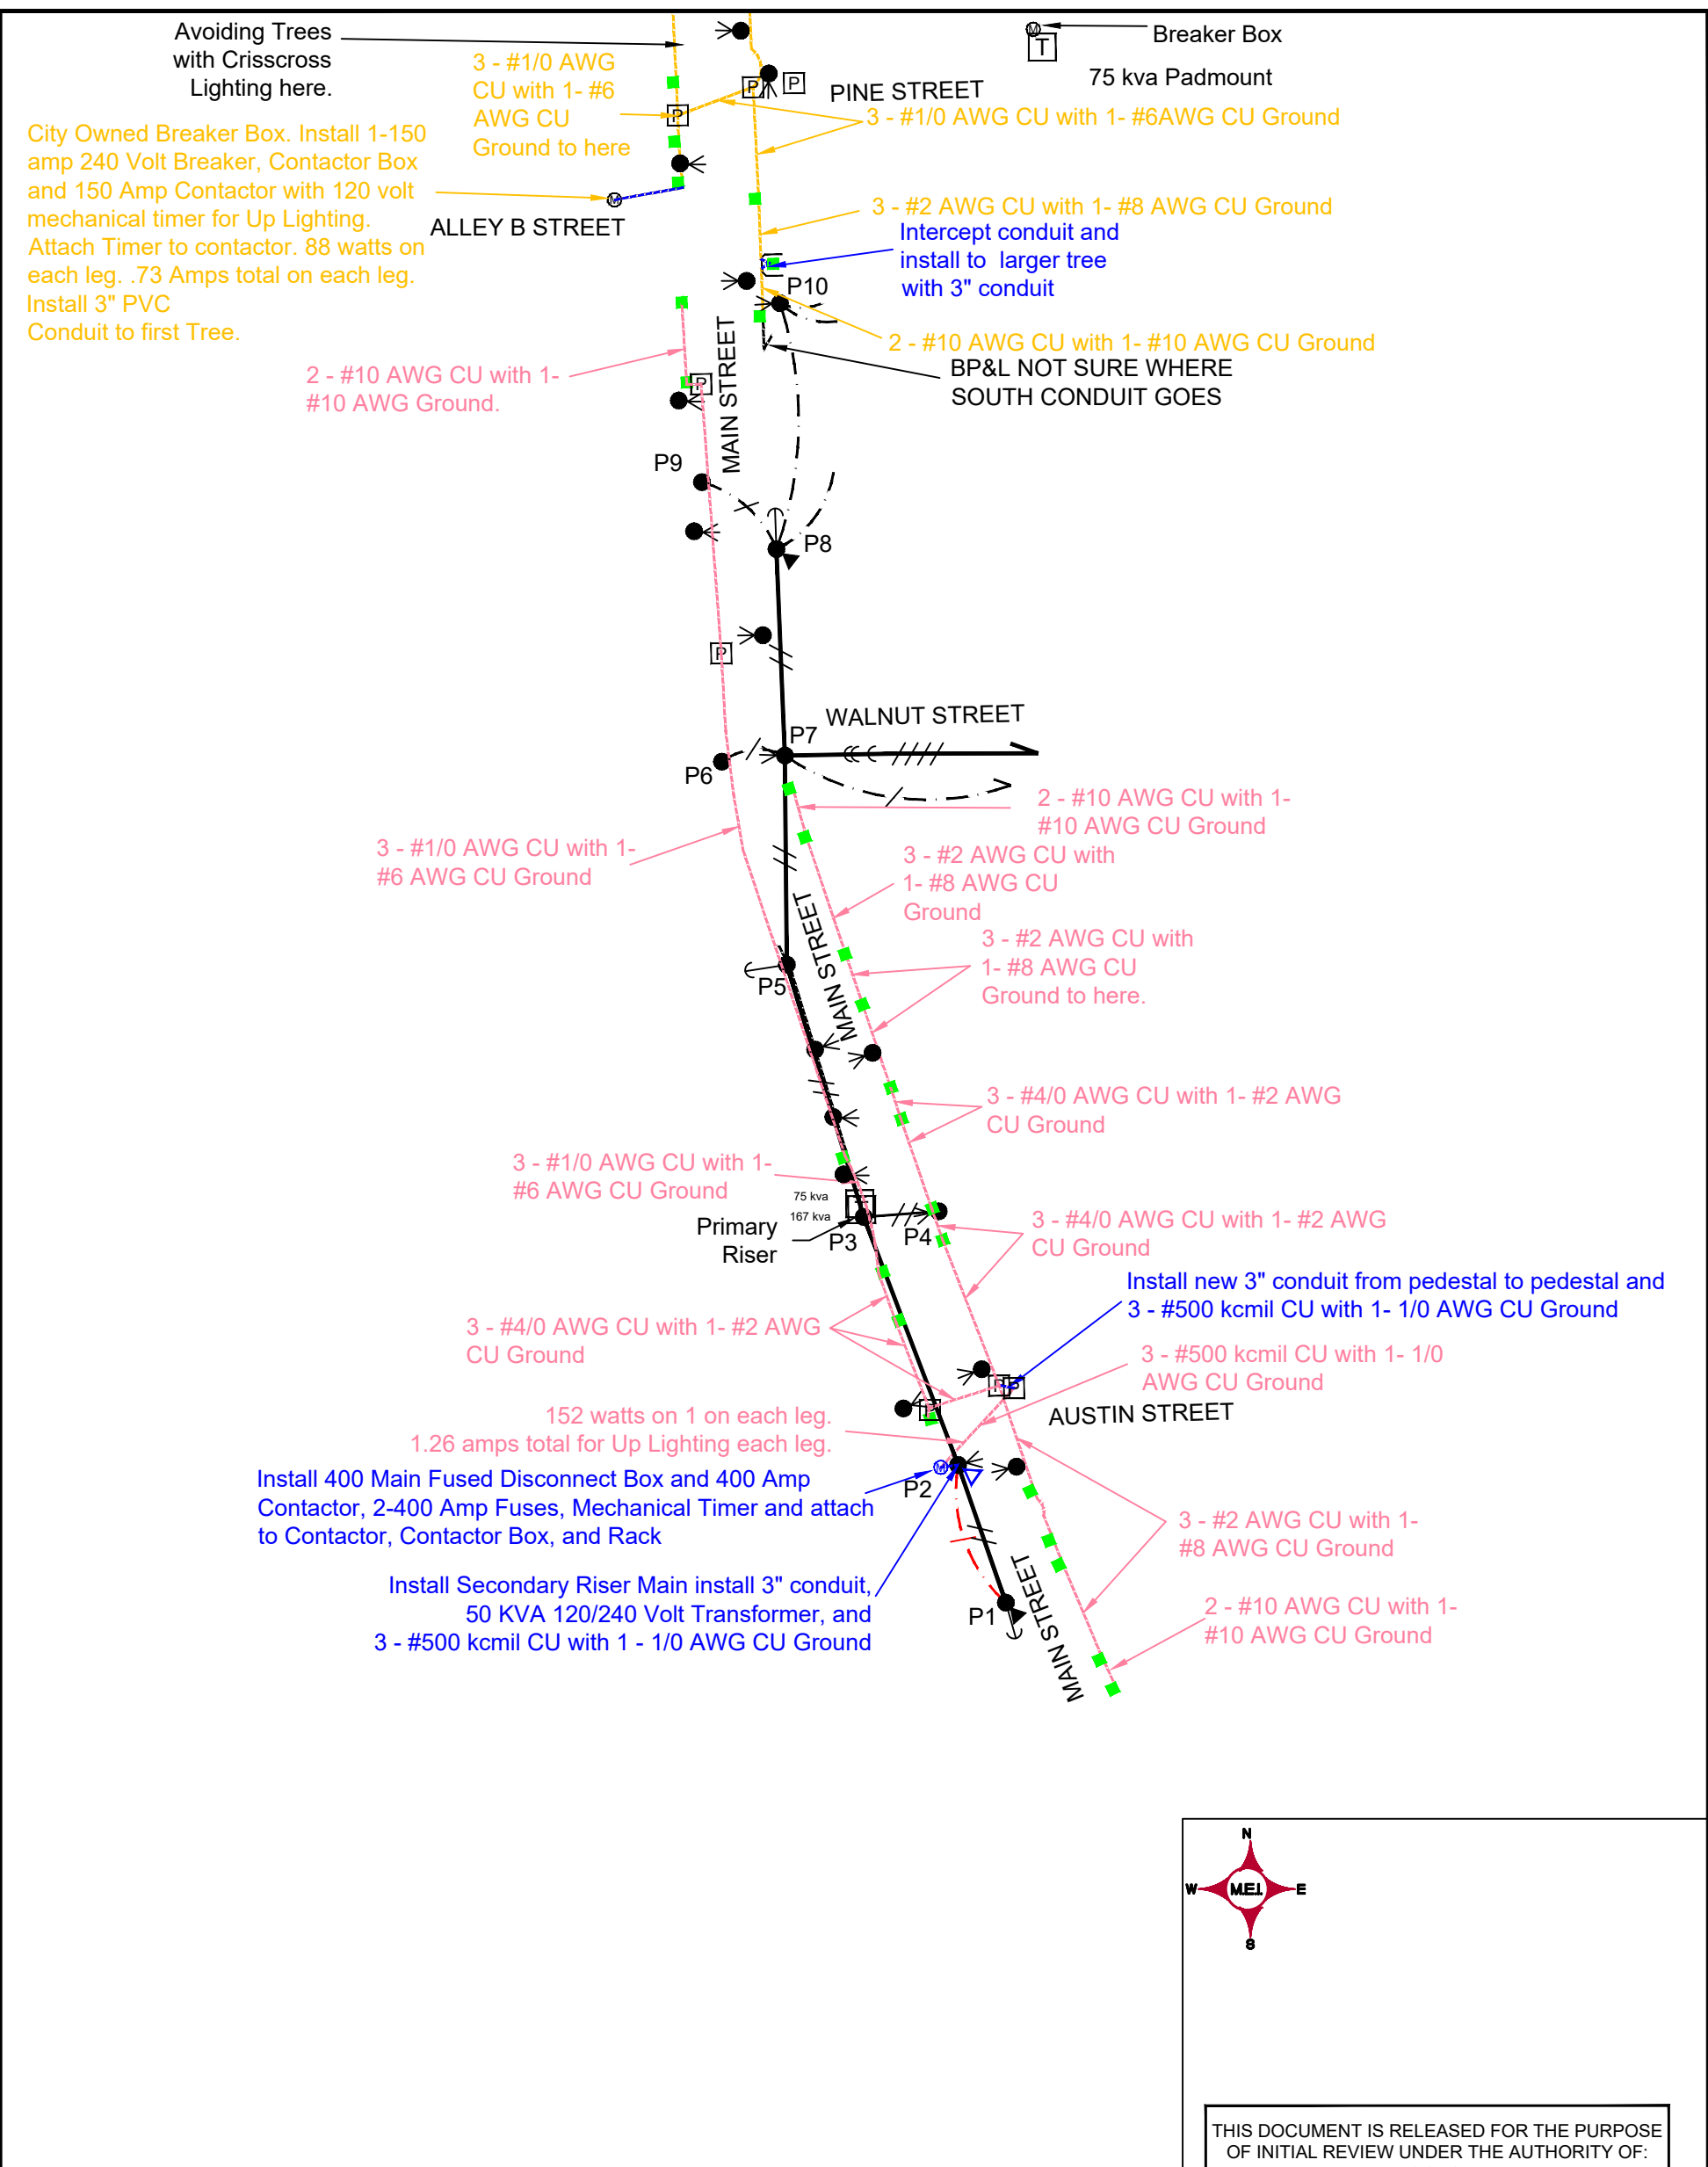 Avoiding Trees
with Crisscross
Lighting here.
3 - #1/0 AWG
CU with 1- #6
AWG CU
Ground to here
M
T
Breaker Box
75 kva Padmount
P
P
P
PINE STREET
3 - #1/0 AWG CU with 1- #6AWG CU Ground
City Owned Breaker Box. Install 1-150
amp 240 Volt Breaker, Contactor Box
and 150 Amp Contactor with 120 volt
mechanical timer for Up Lighting.
Attach Timer to contactor. 88 watts on
each leg. .73 Amps total on each leg.
Install 3" PVC
Conduit to first Tree.
M
ALLEY B STREET
3 - #2 AWG CU with 1- #8 AWG CU Ground
Intercept conduit and
install to larger tree
with 3" conduit
P10
2 - #10 AWG CU with 1- #10 AWG CU Ground
BP&L NOT SURE WHERE
SOUTH CONDUIT GOES
MAIN STREET
2 - #10 AWG CU with 1-
#10 AWG Ground.
P
P9
P8
P
WALNUT STREET
P7
P6
2 - #10 AWG CU with 1-
#10 AWG CU Ground
3 - #1/0 AWG CU with 1-
#6 AWG CU Ground
3 - #2 AWG CU with
1- #8 AWG CU
Ground
MAIN STREET
3 - #2 AWG CU with
1- #8 AWG CU
Ground to here.
P5
3 - #4/0 AWG CU with 1- #2 AWG
CU Ground
3 - #1/0 AWG CU with 1-
#6 AWG CU Ground
75 kva
167 kva
Primary
Riser
P3
P4
3 - #4/0 AWG CU with 1- #2 AWG
CU Ground
Install new 3" conduit from pedestal to pedestal and
3 - #500 kcmil CU with 1- 1/0 AWG CU Ground
3 - #4/0 AWG CU with 1- #2 AWG
CU Ground
3 - #500 kcmil CU with 1- 1/0
AWG CU Ground
P
P
P
AUSTIN STREET
152 watts on 1 on each leg.
1.26 amps total for Up Lighting each leg.
M
P2
Install 400 Main Fused Disconnect Box and 400 Amp
Contactor, 2-400 Amp Fuses, Mechanical Timer and attach
to Contactor, Contactor Box, and Rack
3 - #2 AWG CU with 1-
#8 AWG CU Ground
Install Secondary Riser Main install 3" conduit,
50 KVA 120/240 Volt Transformer, and
3 - #500 kcmil CU with 1 - 1/0 AWG CU Ground
P1
MAIN STREET
2 - #10 AWG CU with 1-
#10 AWG CU Ground
N
W
M.E.I.
E
S
THIS DOCUMENT IS RELEASED FOR THE PURPOSE
OF INITIAL REVIEW UNDER THE AUTHORITY OF: